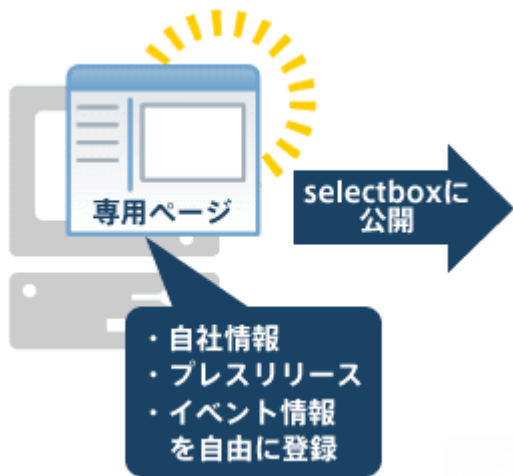 専用ページ
selectboxに
公開
・自社情報
・プレスリリース
・イベント情報
を自由に登録